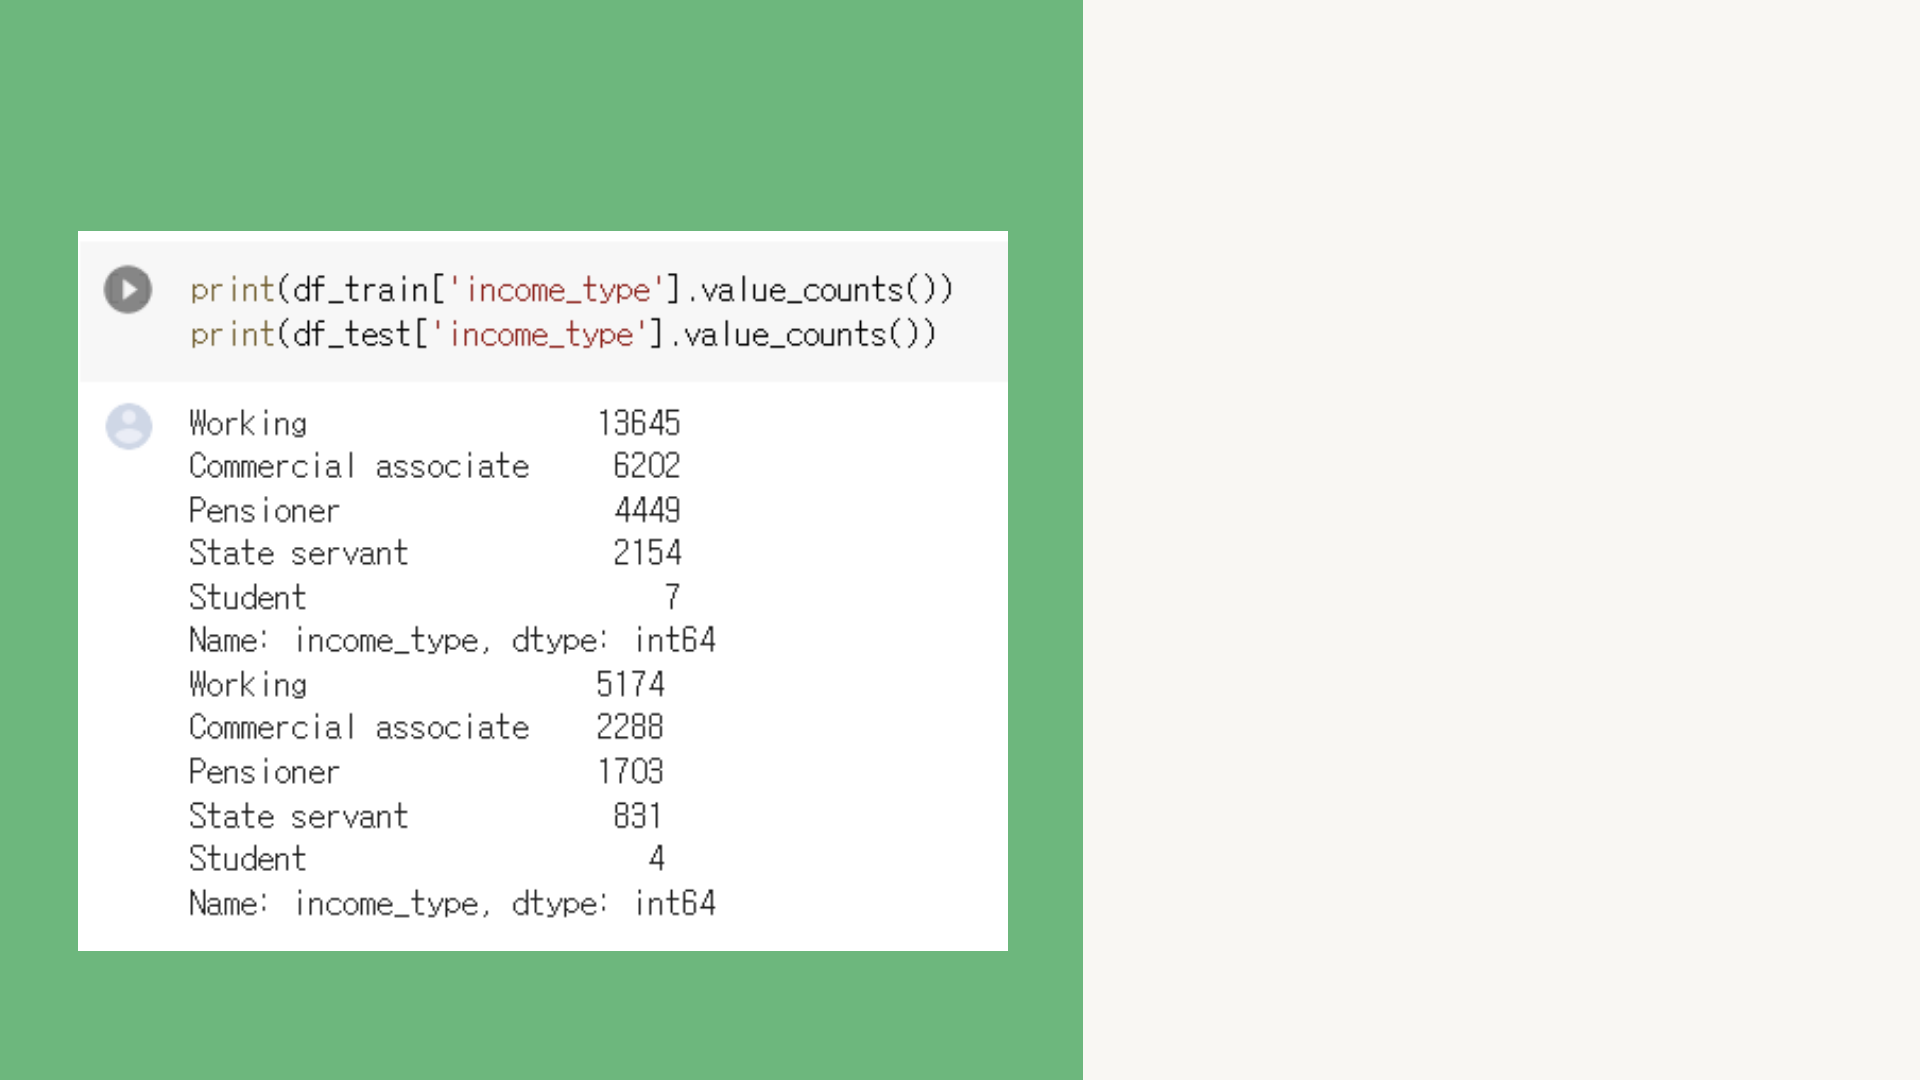 print(df_train['income_type'].value_counts())
print(df_test['income_type'].value_counts())
Working 13645
Commercial associate 6202
Pensioner 4449
State servant 2154
Student 7
Name: income_type, dtype: int64
Working 5174
Commercial associate 2288
Pensioner 1703
State servant 831
Student 4
Name: income_type, dtype: int64